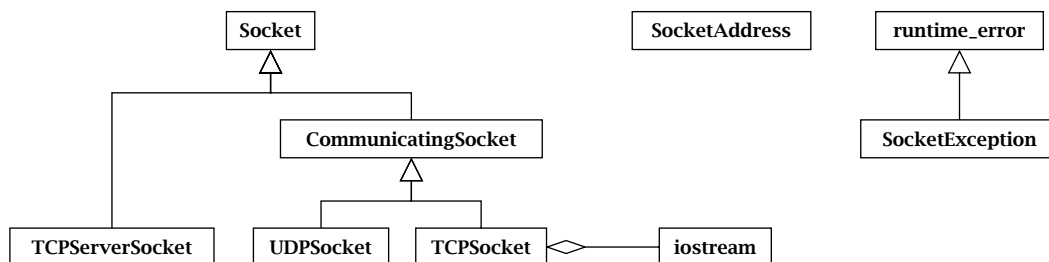 Socket
SocketAddress
runtime_error
CommunicatingSocket
SocketException
TCPServerSocket
UDPSocket
TCPSocket
iostream